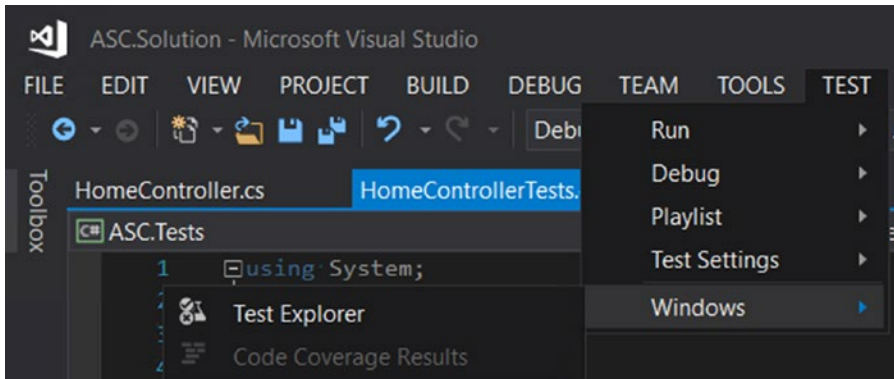 ASC.Solution - Microsoft Visual Studio
FILE EDIT VIEW PROJECT BUILD DEBUG TEAM TOOLS TEST
Run
Debug
Playlist
Test Settings
Windows
Toolbox
HomeController.cs HomeControllerTests.
C# ASC.Tests
1 using System;
Test Explorer
Code Coverage Results